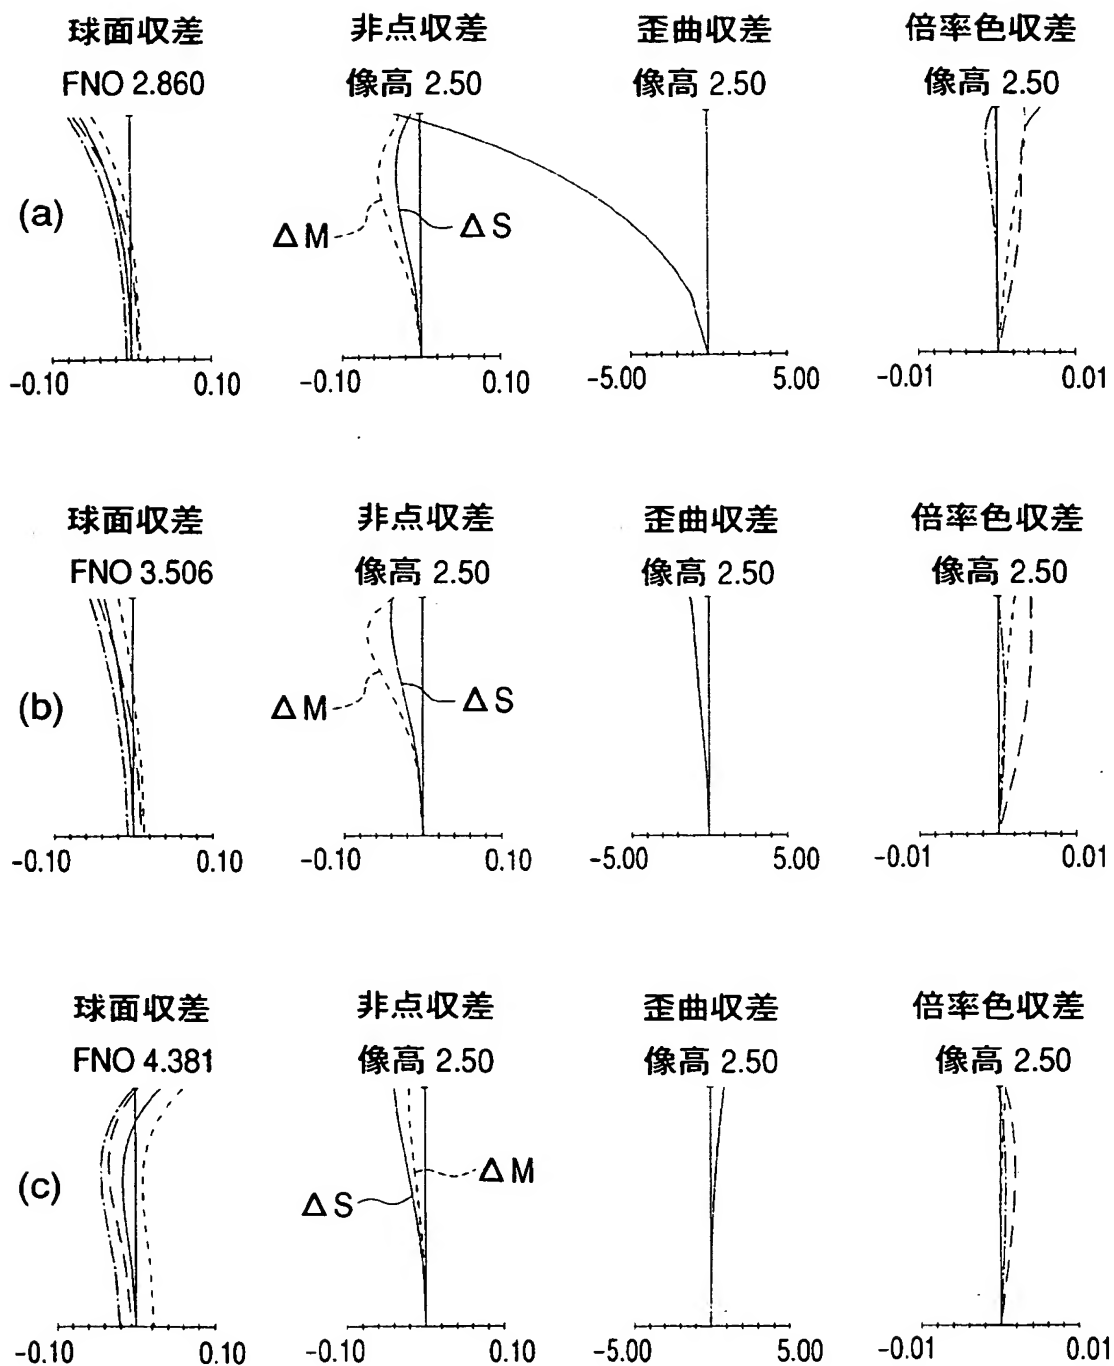 球面収差 非点収差 歪曲収差 倍率色収差
FNO 2.860 像高 2.50 像高 2.50 像高 2.50
(a) ΔM ΔS
-0.10 0.10 -0.10 0.10 -5.00 5.00 -0.01 0.01
球面収差 非点収差 歪曲収差 倍率色収差
FNO 3.506 像高 2.50 像高 2.50 像高 2.50
(b) ΔM ΔS
-0.10 0.10 -0.10 0.10 -5.00 5.00 -0.01 0.01
球面収差 非点収差 歪曲収差 倍率色収差
FNO 4.381 像高 2.50 像高 2.50 像高 2.50
(c) ΔS ΔM
-0.10 0.10 -0.10 0.10 -5.00 5.00 -0.01 0.01